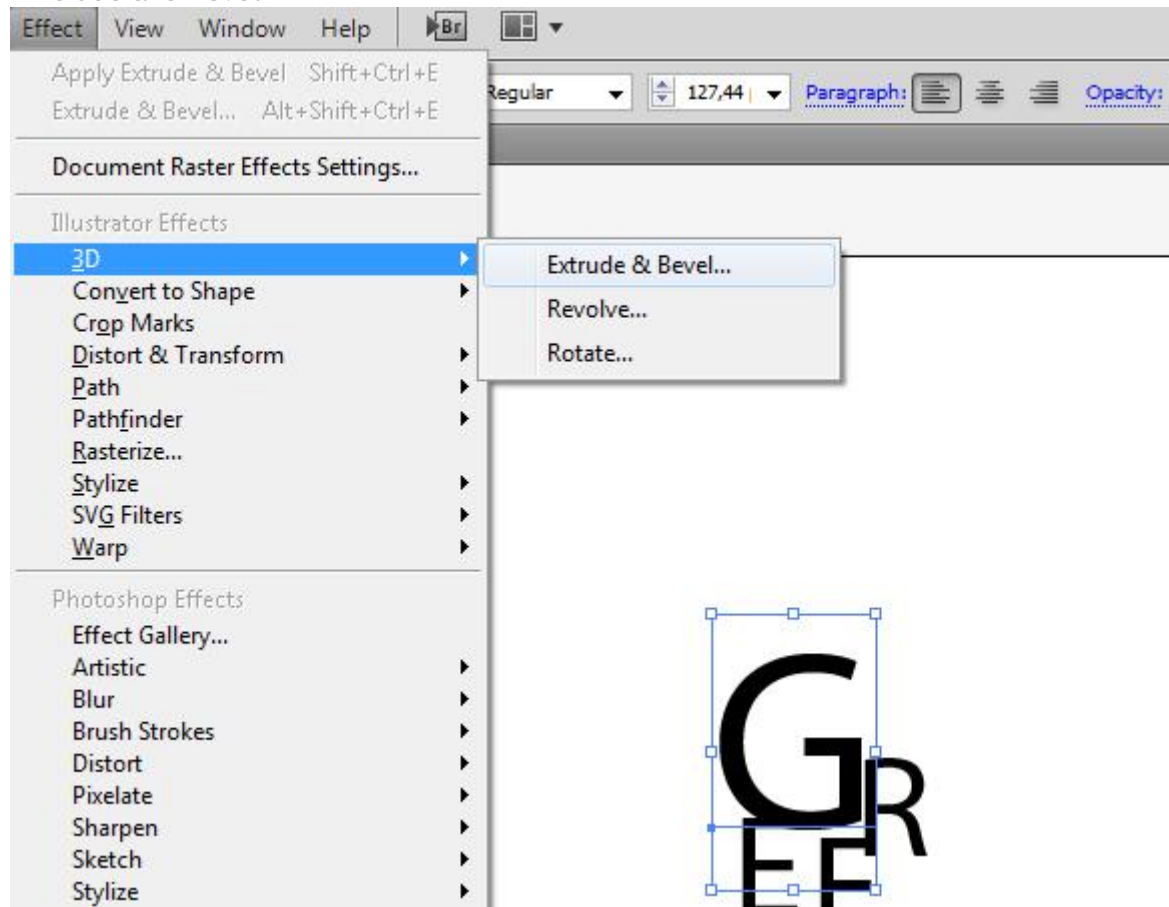 Effect View Window Help Br
Apply Extrude & Bevel Shift+Ctrl+E
Regular 127,44 Paragraph: Opacity:
Extrude & Bevel... Alt+Shift+Ctrl+E
Document Raster Effects Settings...
Illustrator Effects
3D
Extrude & Bevel...
Convert to Shape
Revolve...
Crop Marks
Distort & Transform
Rotate...
Path
Pathfinder
Rasterize...
Stylize
SVG Filters
Warp
Photoshop Effects
Effect Gallery...
Artistic
Blur
Brush Strokes
Distort
Pixelate
Sharpen
Sketch
Stylize
G
R